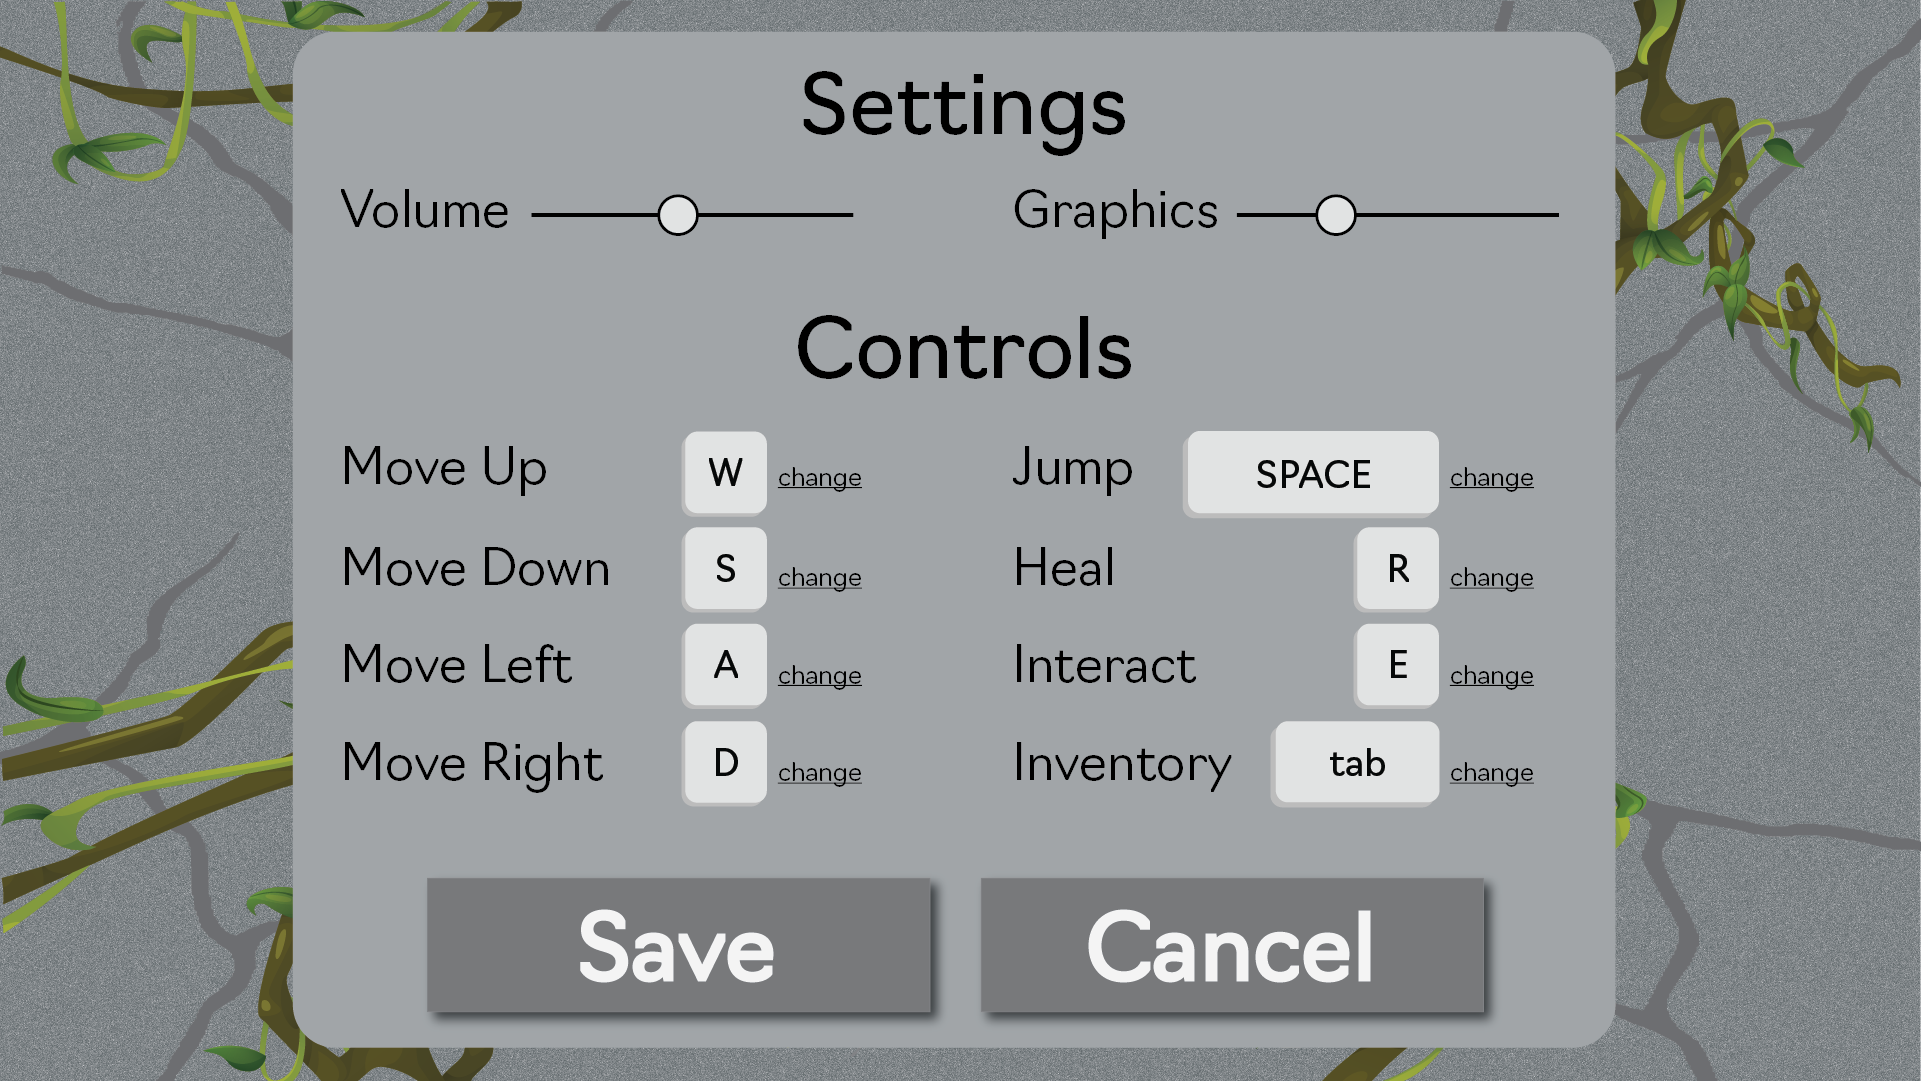 Settings
Volume
Graphics
Controls
Move Up W change
Jump SPACE change
Move Down S change
Heal R change
Move Left A change
Interact E change
Move Right D change
Inventory tab change
Save
Cancel